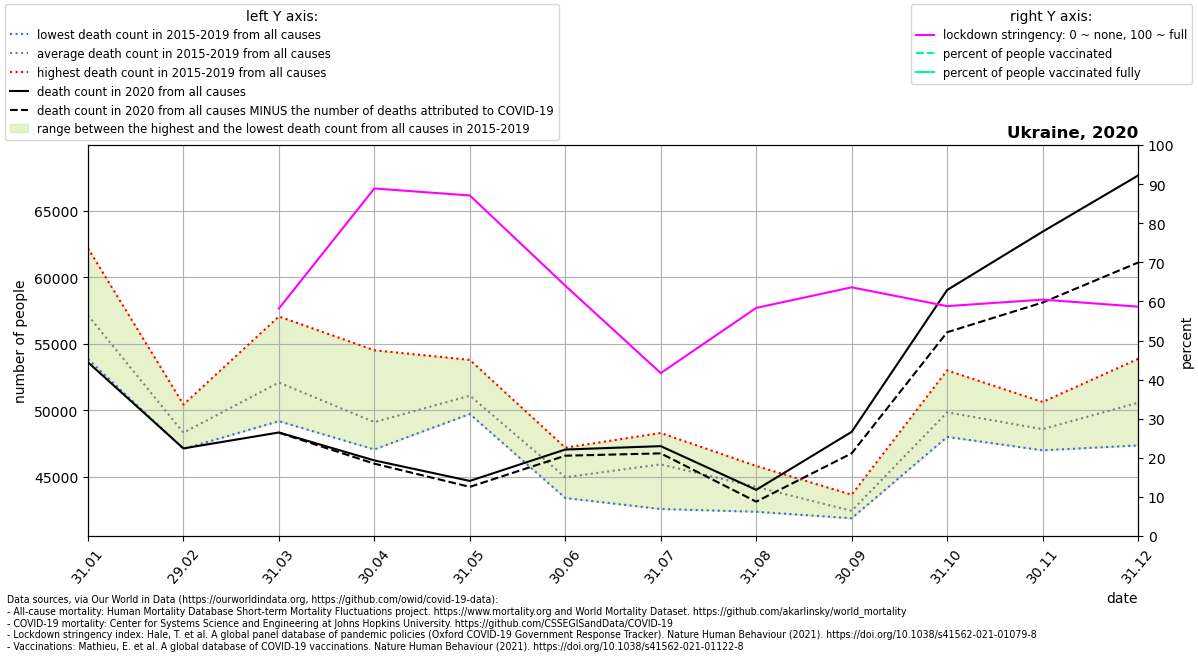 left Y axis:
lowest death count in 2015-2019 from all causes
average death count in 2015-2019 from all causes
highest death count in 2015-2019 from all causes
death count in 2020 from all causes
death count in 2020 from all causes MINUS the number of deaths attributed to COVID-19
range between the highest and the lowest death count from all causes in 2015-2019
right Y axis:
lockdown stringency: 0 ~ none, 100 ~ full
percent of people vaccinated
percent of people vaccinated fully
Ukraine, 2020
number of people
65000
60000
55000
50000
45000
100
90
80
70
60
50
40
30
20
10
0
percent
31.01
29.02
31.03
30.04
31.05
30.06
31.07
31.08
30.09
31.10
30.11
31.12
date
Data sources, via Our World in Data (https://ourworldindata.org, https://github.com/owid/covid-19-data):
- All-cause mortality: Human Mortality Database Short-term Mortality Fluctuations project. https://www.mortality.org and World Mortality Dataset. https://github.com/akarlinsky/world_mortality
- COVID-19 mortality: Center for Systems Science and Engineering at Johns Hopkins University. https://github.com/CSSEGISandData/COVID-19
- Lockdown stringency index: Hale, T. et al. A global panel database of pandemic policies (Oxford COVID-19 Government Response Tracker). Nature Human Behaviour (2021). https://doi.org/10.1038/s41562-021-01079-8
- Vaccinations: Mathieu, E. et al. A global database of COVID-19 vaccinations. Nature Human Behaviour (2021). https://doi.org/10.1038/s41562-021-01122-8